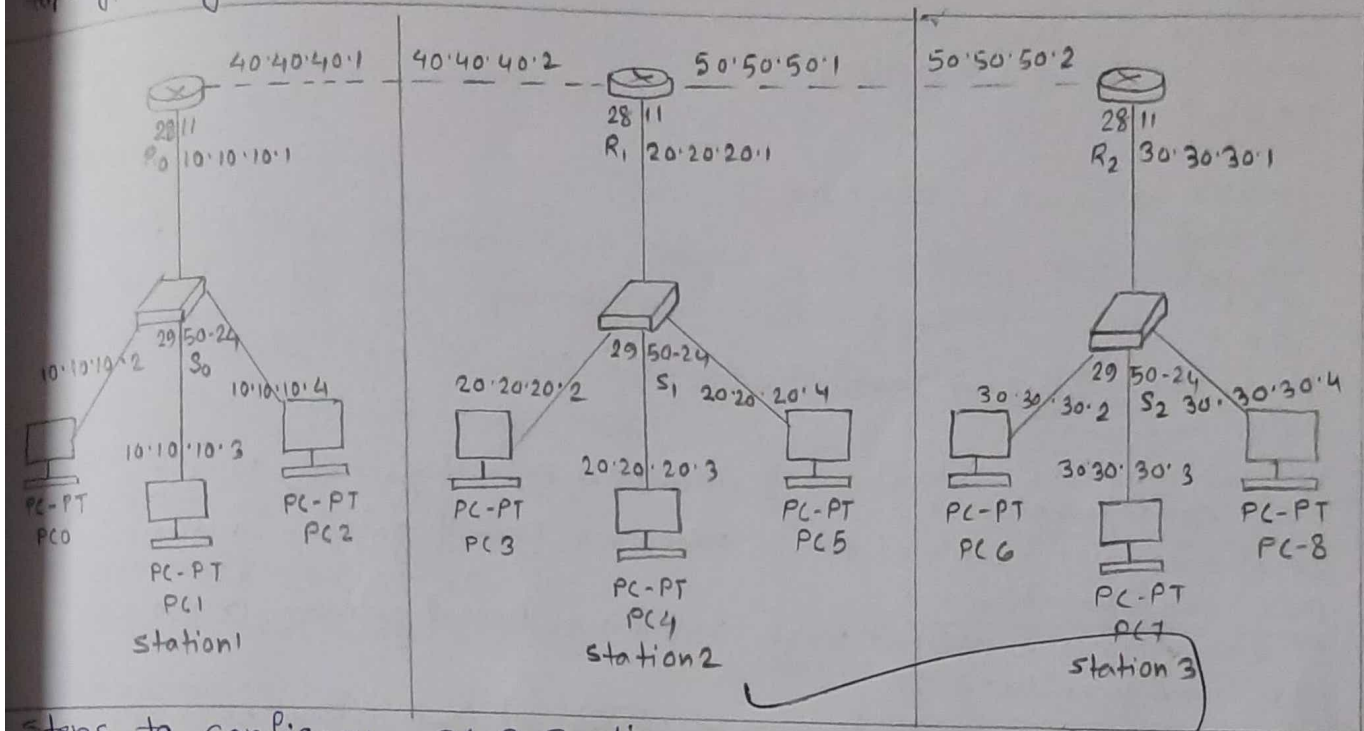 40.40.40.1
40.40.40.2
50.50.50.1
50.50.50.2
2811
R0 10.10.10.1
2811
R1 20.20.20.1
2811
R2 30.30.30.1
2950-24
S0
10.10.10.2
10.10.10.4
10.10.10.3
PC-PT
PC0
PC-PT
PC1
PC-PT
PC2
Station1
2950-24
S1
20.20.20.2
20.20.20.4
20.20.20.3
PC-PT
PC3
PC-PT
PC4
PC-PT
PC5
Station2
2950-24
S2
30.30.30.2
30.30.30.4
30.30.30.3
PC-PT
PC6
PC-PT
PC7
PC-PT
PC-8
Station 3
steps to